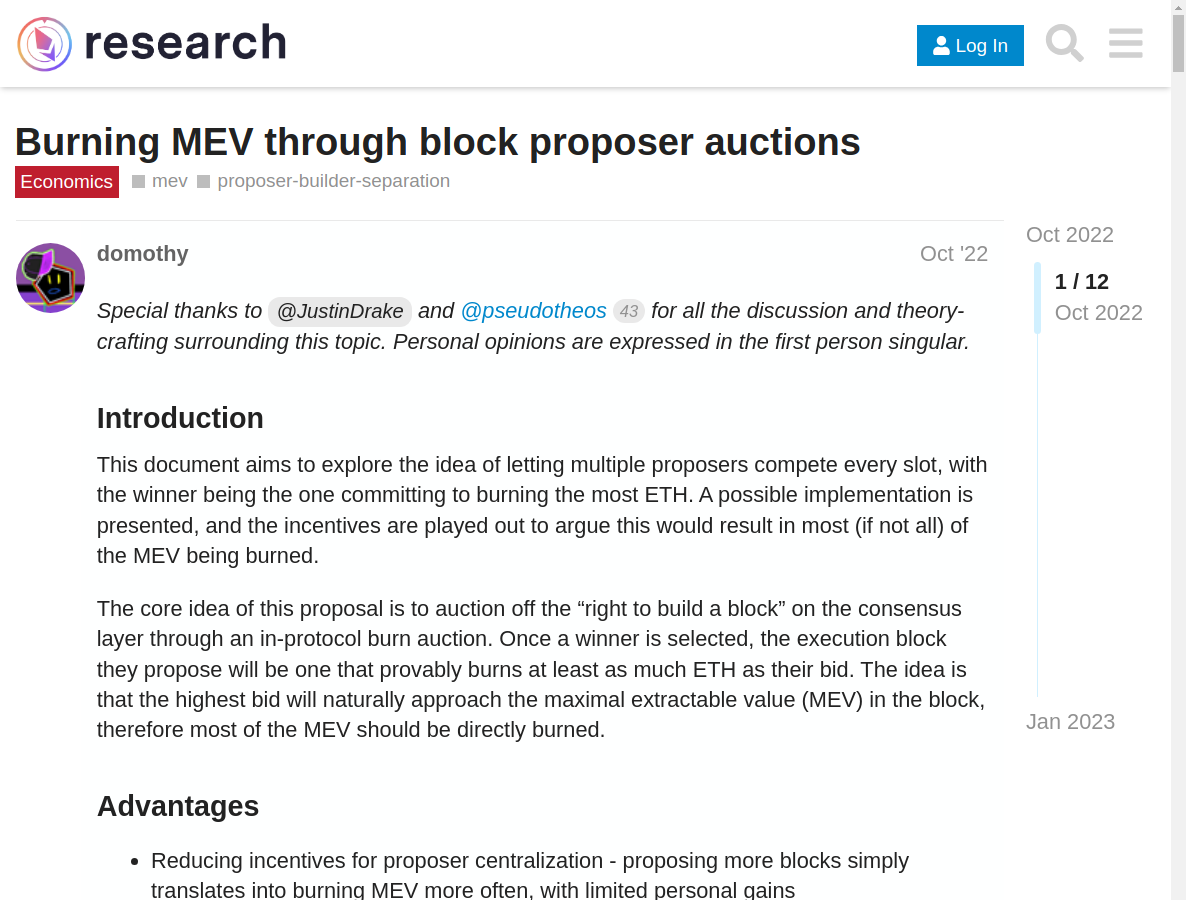 research
Log In
Burning MEV through block proposer auctions
Economics mev proposer-builder-separation
domothy Oct '22
Special thanks to @JustinDrake and @pseudotheos 43 for all the discussion and theory-
crafting surrounding this topic. Personal opinions are expressed in the first person singular.
Introduction
This document aims to explore the idea of letting multiple proposers compete every slot, with
the winner being the one committing to burning the most ETH. A possible implementation is
presented, and the incentives are played out to argue this would result in most (if not all) of
the MEV being burned.
The core idea of this proposal is to auction off the “right to build a block” on the consensus
layer through an in-protocol burn auction. Once a winner is selected, the execution block
they propose will be one that provably burns at least as much ETH as their bid. The idea is
that the highest bid will naturally approach the maximal extractable value (MEV) in the block,
therefore most of the MEV should be directly burned.
Advantages
Reducing incentives for proposer centralization - proposing more blocks simply
translates into burning MEV more often, with limited personal gains
Oct 2022
1 / 12
Oct 2022
Jan 2023